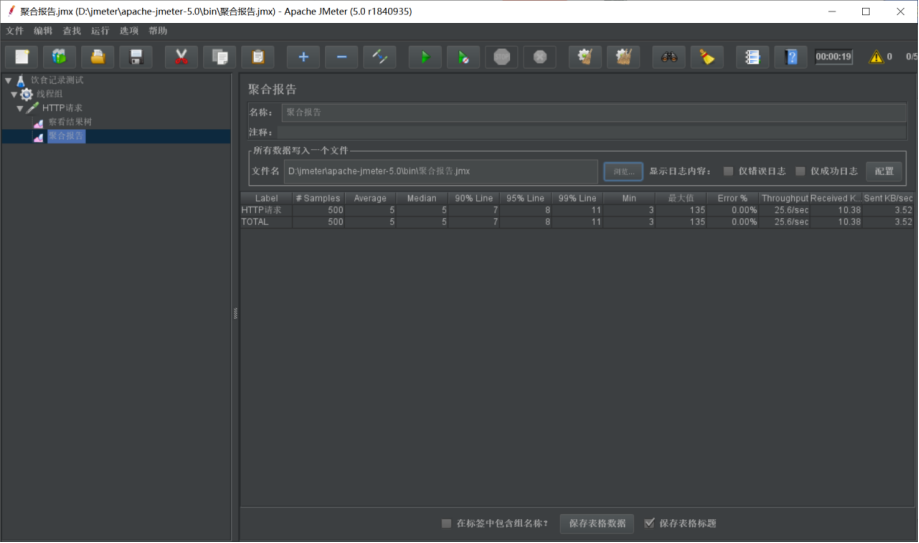 聚合报告.jmx (D:\jmeter\apache-jmeter-5.0\bin\聚合报告.jmx) - Apache JMeter (5.0 r1840935)
文件 编辑 查找 运行 选项 帮助
00:00:19 0 0/5
饮食记录测试
线程组
HTTP请求
察看结果树
聚合报告
聚合报告
名称: 聚合报告
注释:
所有数据写入一个文件
文件名 D:\jmeter\apache-jmeter-5.0\bin\聚合报告.jmx 浏览... 显示日志内容: 仅错误日志 仅成功日志 配置
Label # Samples Average Median 90% Line 95% Line 99% Line Min 最大值 Error % Throughput Received K... Sent KB/sec
HTTP请求 500 5 5 7 8 11 3 135 0.00% 25.6/sec 10.38 3.52
TOTAL 500 5 5 7 8 11 3 135 0.00% 25.6/sec 10.38 3.52
在标签中包含组名称? 保存表格数据 保存表格标题